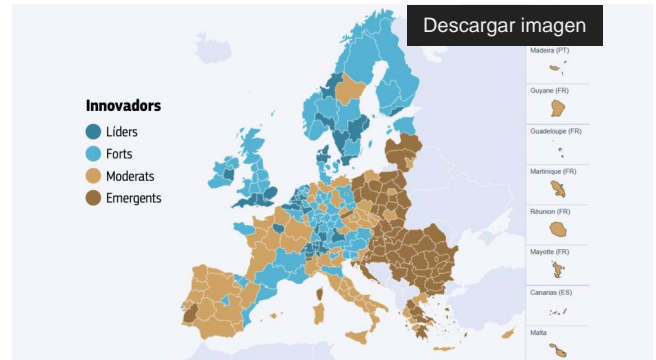 Descargar imagen
Innovadors
Líders
Forts
Moderats
Emergents
Madeira (PT)
Guyane (FR)
Guadeloupe (FR)
Martinique (FR)
Réunion (FR)
Mayotte (FR)
Canarias (ES)
Malta